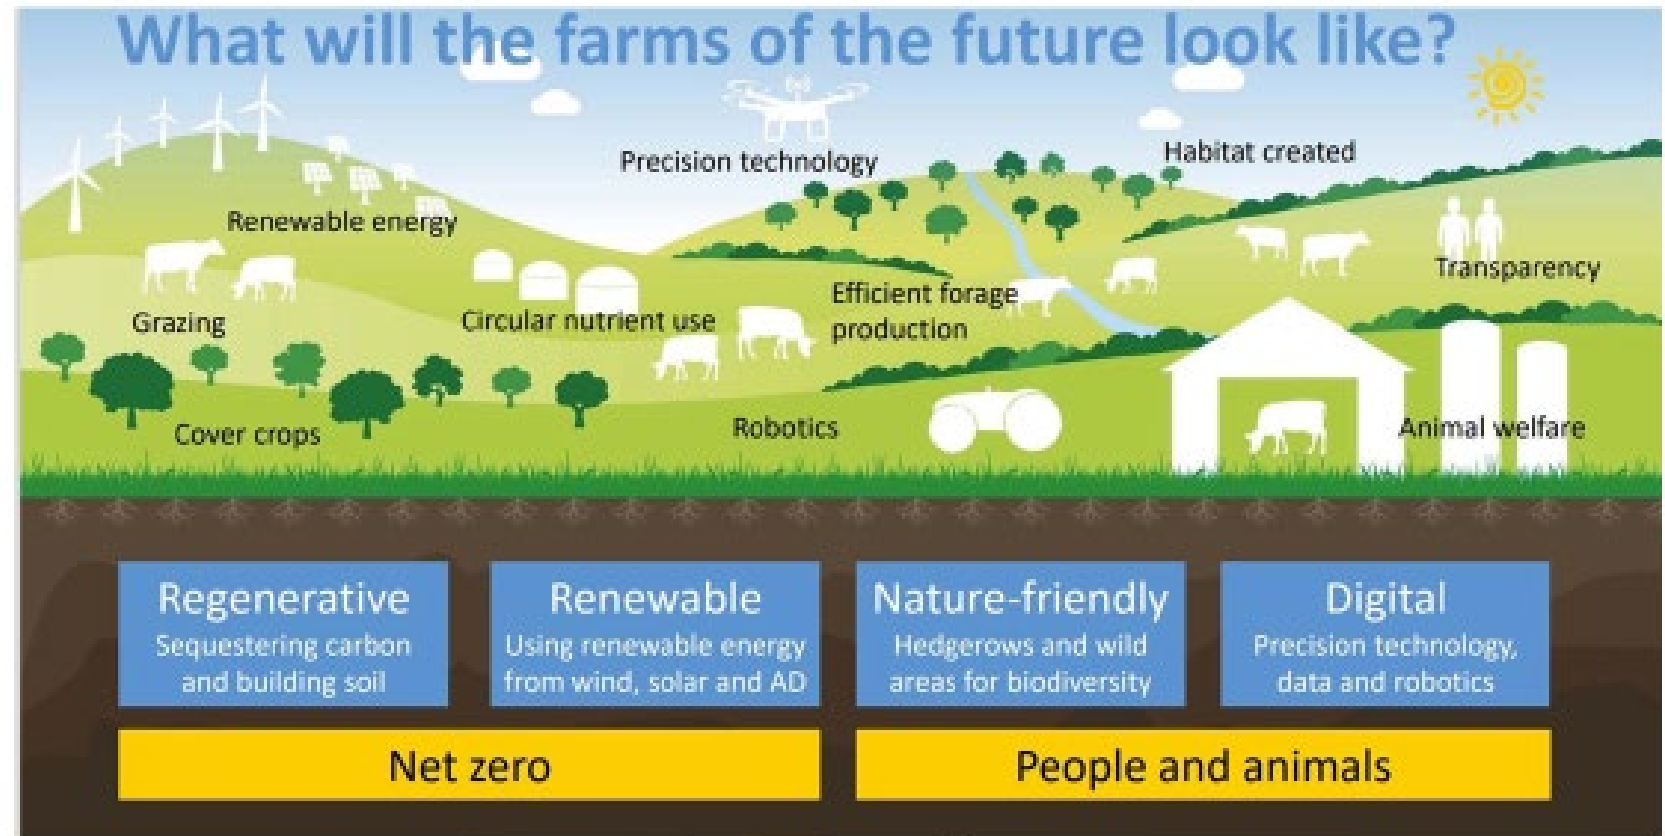 What will the farms of the future look like?
Precision technology
Habitat created
Renewable energy
Transparency
Grazing
Circular nutrient use
Efficient forage
production
Cover crops
Robotics
Animal welfare
Regenerative
Sequestering carbon
and building soil
Renewable
Using renewable energy
from wind, solar and AD
Nature-friendly
Hedgerows and wild
areas for biodiversity
Digital
Precision technology,
data and robotics
Net zero
People and animals